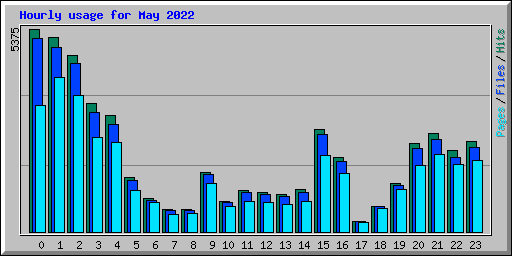 Hourly usage for May 2022
5375
Pages/Files/Hits
0 1 2 3 4 5 6 7 8 9 10 11 12 13 14 15 16 17 18 19 20 21 22 23